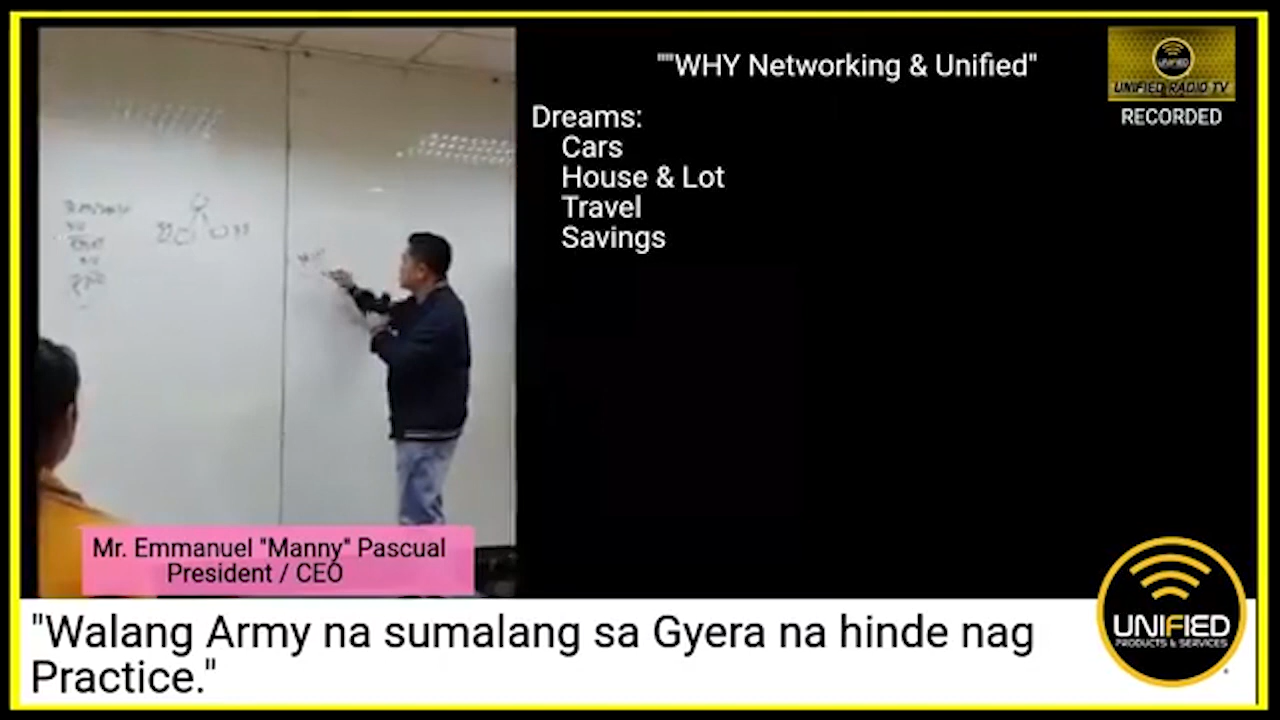 ""WHY Networking & Unified"
UNIFIED
UNIFIED RADIO TV
RECORDED
Dreams:
Cars
House & Lot
Travel
Savings
Mr. Emmanuel "Manny" Pascual
President / CEO
"Walang Army na sumalang sa Gyera na hinde nag
Practice."
UNIFIED
PRODUCTS & SERVICES